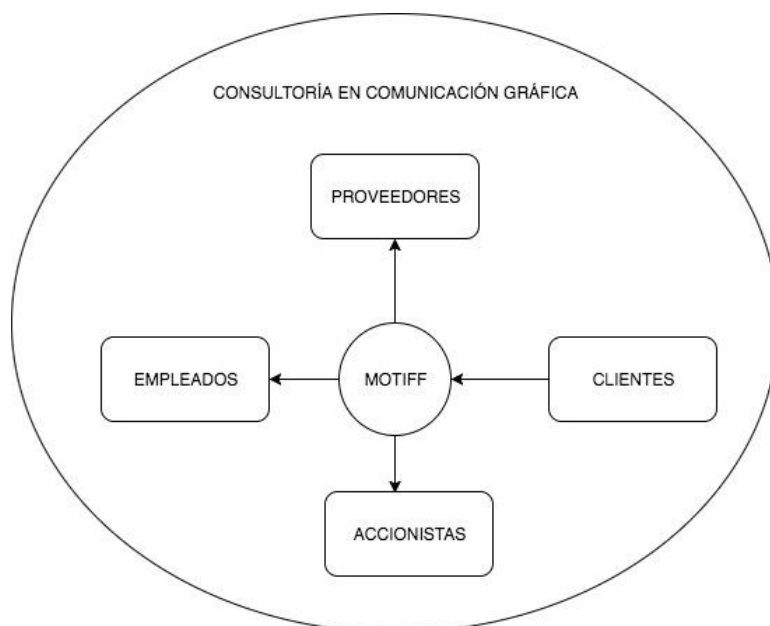 CONSULTORÍA EN COMUNICACIÓN GRÁFICA
PROVEEDORES
EMPLEADOS
MOTIFF
CLIENTES
ACCIONISTAS